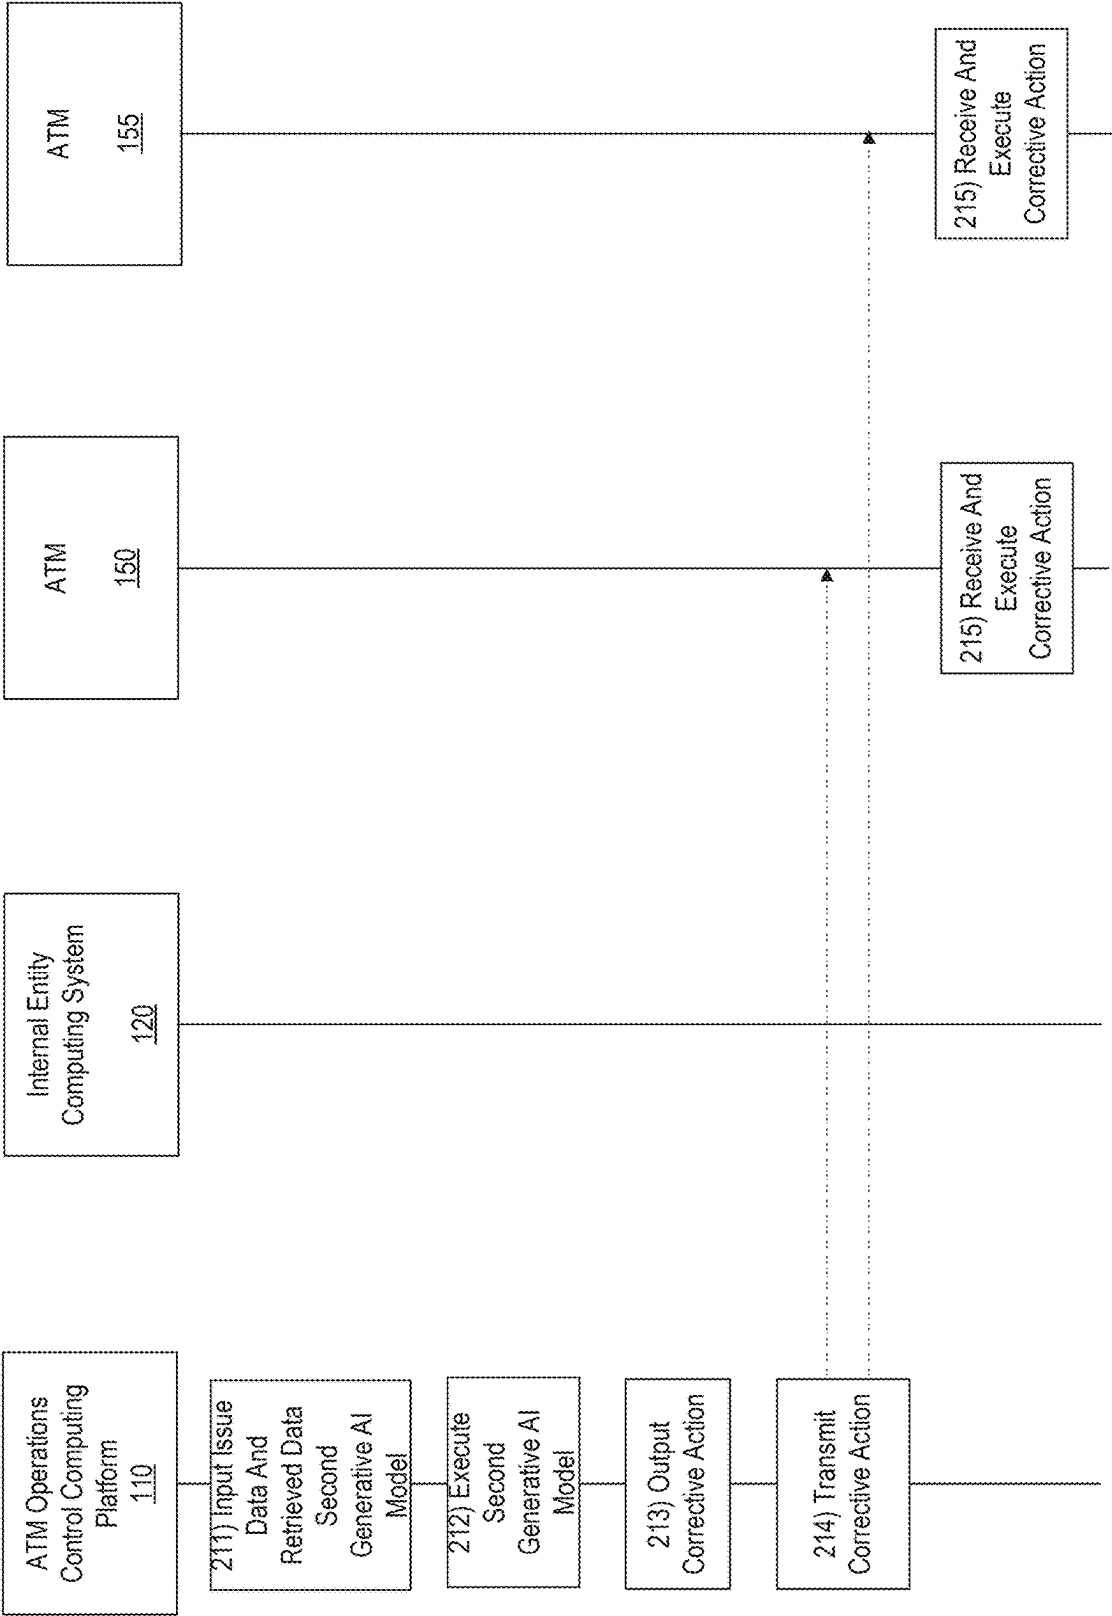 ATM Operations
Control Computing
Platform
110
Internal Entity
Computing System
120
ATM
150
ATM
155
211) Input Issue
Data And
Retrieved Data
Second
Generative AI
Model
212) Execute
Second
Generative AI
Model
213) Output
Corrective Action
214) Transmit
Corrective Action
215) Receive And
Execute
Corrective Action
215) Receive And
Execute
Corrective Action